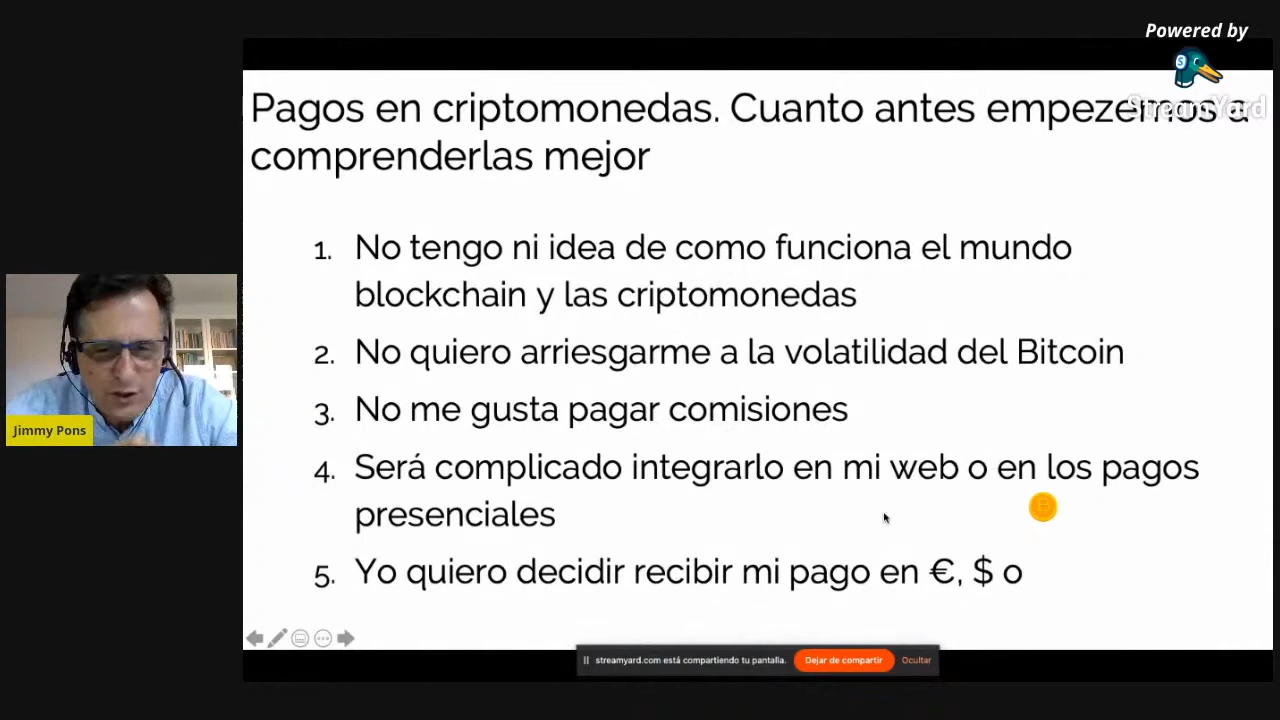 Powered by
StreamYard
Pagos en criptomonedas. Cuanto antes empezemos a
comprenderlas mejor
1. No tengo ni idea de como funciona el mundo
blockchain y las criptomonedas
2. No quiero arriesgarme a la volatilidad del Bitcoin
3. No me gusta pagar comisiones
4. Será complicado integrarlo en mi web o en los pagos
presenciales
5. Yo quiero decidir recibir mi pago en €, $ o
Jimmy Pons
streamyard.com está compartiendo tu pantalla. Dejar de compartir Ocultar